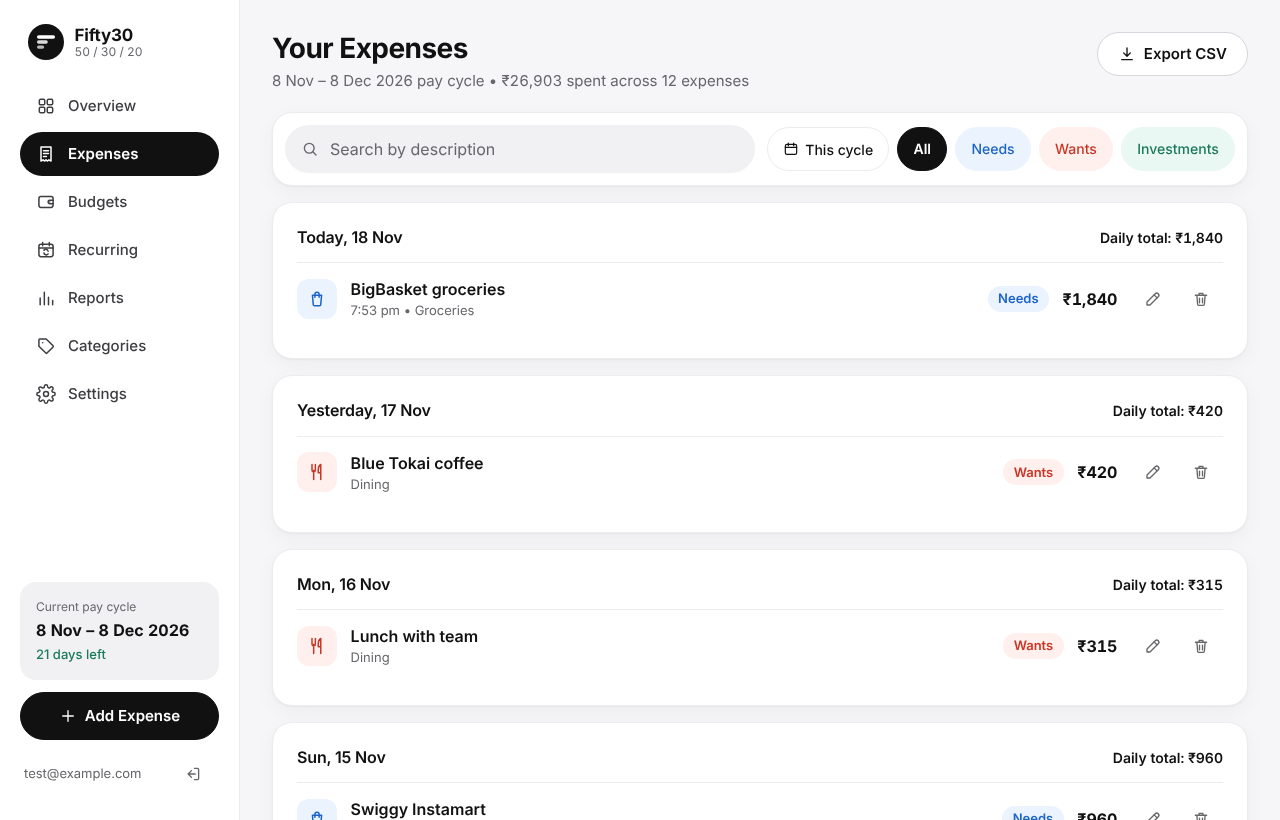 Fifty30
50 / 30 / 20
Overview
Expenses
Budgets
Recurring
Reports
Categories
Settings
Current pay cycle
8 Nov – 8 Dec 2026
21 days left
Add Expense
test@example.com
Your Expenses
8 Nov – 8 Dec 2026 pay cycle • ₹26,903 spent across 12 expenses
Export CSV
Search by description
This cycle
All
Needs
Wants
Investments
Today, 18 Nov
Daily total: ₹1,840
BigBasket groceries
7:53 pm • Groceries
Needs
₹1,840
Yesterday, 17 Nov
Daily total: ₹420
Blue Tokai coffee
Dining
Wants
₹420
Mon, 16 Nov
Daily total: ₹315
Lunch with team
Dining
Wants
₹315
Sun, 15 Nov
Daily total: ₹960
Swiggy Instamart
Needs
₹960